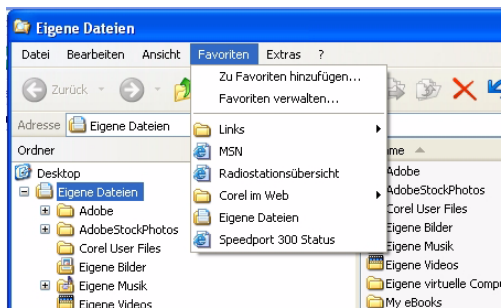 Eigene Dateien
Datei Bearbeiten Ansicht Favoriten Extras ?
Zurück
Zu Favoriten hinzufügen...
Favoriten verwalten...
Links
MSN
Radiostationsübersicht
Corel im Web
Eigene Dateien
Speedport 300 Status
Adresse Eigene Dateien
Ordner
Desktop
Eigene Dateien
Adobe
AdobeStockPhotos
Corel User Files
Eigene Bilder
Eigene Musik
Eigene Videos
Adobe
AdobeStockPhotos
Corel User Files
Eigene Bilder
Eigene Musik
Eigene Videos
Eigene virtuelle
My eBooks